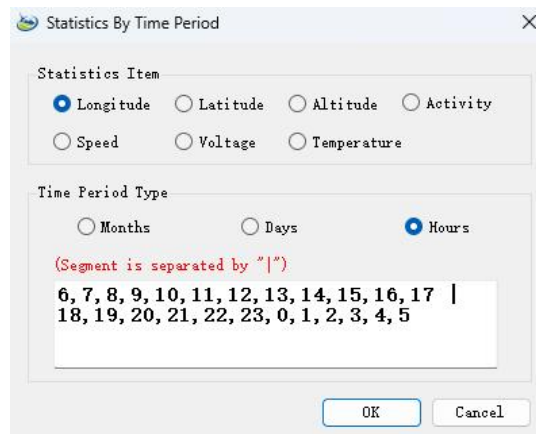 Statistics By Time Period
Statistics Item
Longitude Latitude Altitude Activity
Speed Voltage Temperature
Time Period Type
Months Days Hours
(Segment is separated by "|")
6, 7, 8, 9, 10, 11, 12, 13, 14, 15, 16, 17 |
18, 19, 20, 21, 22, 23, 0, 1, 2, 3, 4, 5
OK Cancel